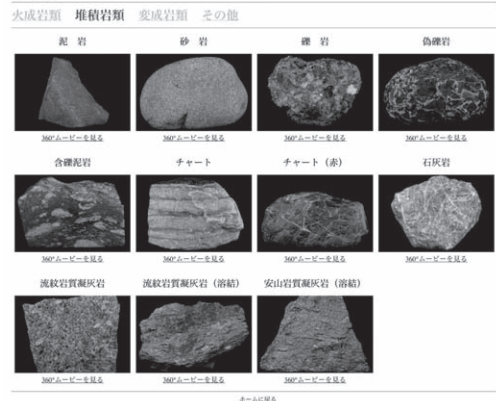 火成岩類 堆積岩類 変成岩類 その他
泥 岩 砂 岩 礫 岩 偽礫岩
360°ムービーを見る 360°ムービーを見る 360°ムービーを見る 360°ムービーを見る
含礫泥岩 チャート チャート（赤） 石灰岩
360°ムービーを見る 360°ムービーを見る 360°ムービーを見る 360°ムービーを見る
流紋岩質凝灰岩 流紋岩質凝灰岩（溶結） 安山岩質凝灰岩（溶結）
360°ムービーを見る 360°ムービーを見る 360°ムービーを見る
ホームに戻る